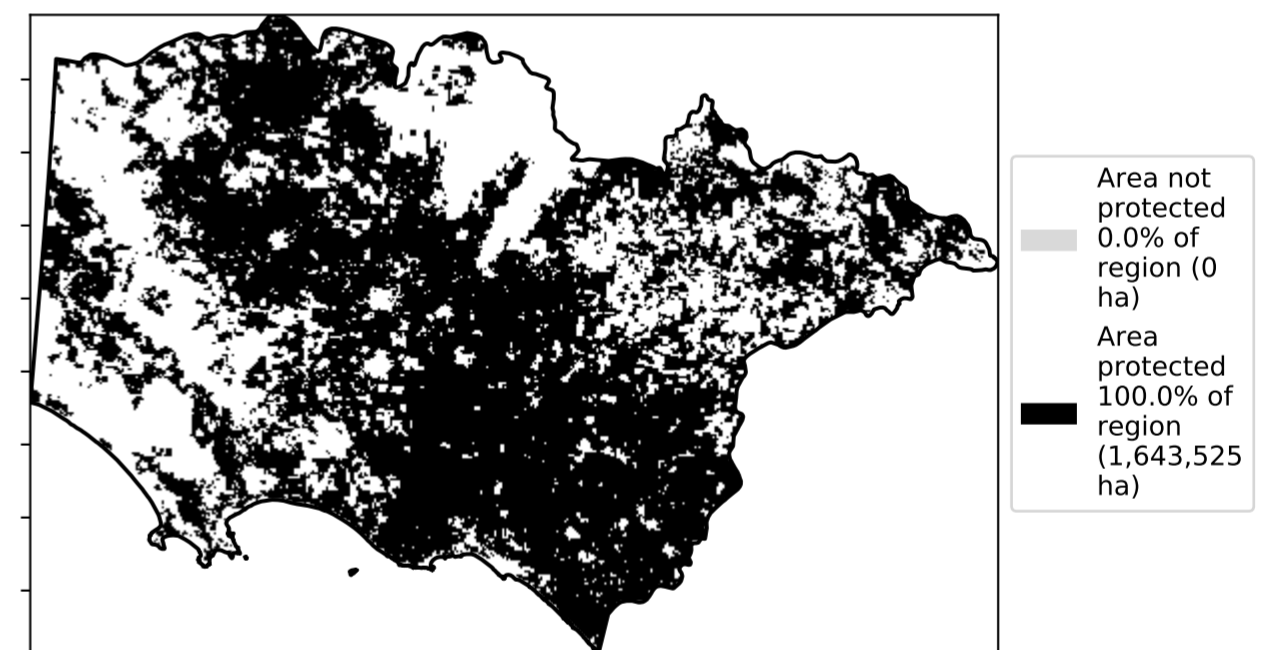 Area not
protected
0.0% of
region (0
ha)
Area
protected
100.0% of
region
(1,643,525
ha)